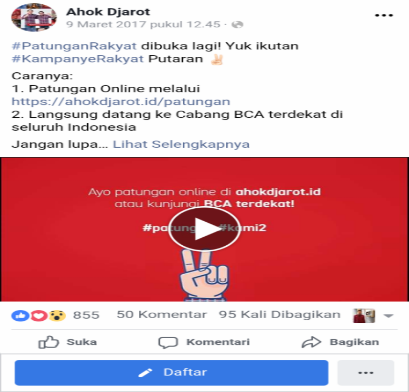 Ahok Djarot
9 Maret 2017 pukul 12.45 ·
#PatunganRakyat dibuka lagi! Yuk ikutan
#KampanyeRakyat Putaran ✌🏻
Caranya:
1. Patungan Online melalui
https://ahokdjarot.id/patungan
2. Langsung datang ke Cabang BCA terdekat di
seluruh Indonesia
Jangan lupa... Lihat Selengkapnya
Ayo patungan online di ahokdjarot.id
atau kunjungi BCA terdekat!
855 50 Komentar 95 Kali Dibagikan
Suka Komentari Bagikan
Daftar